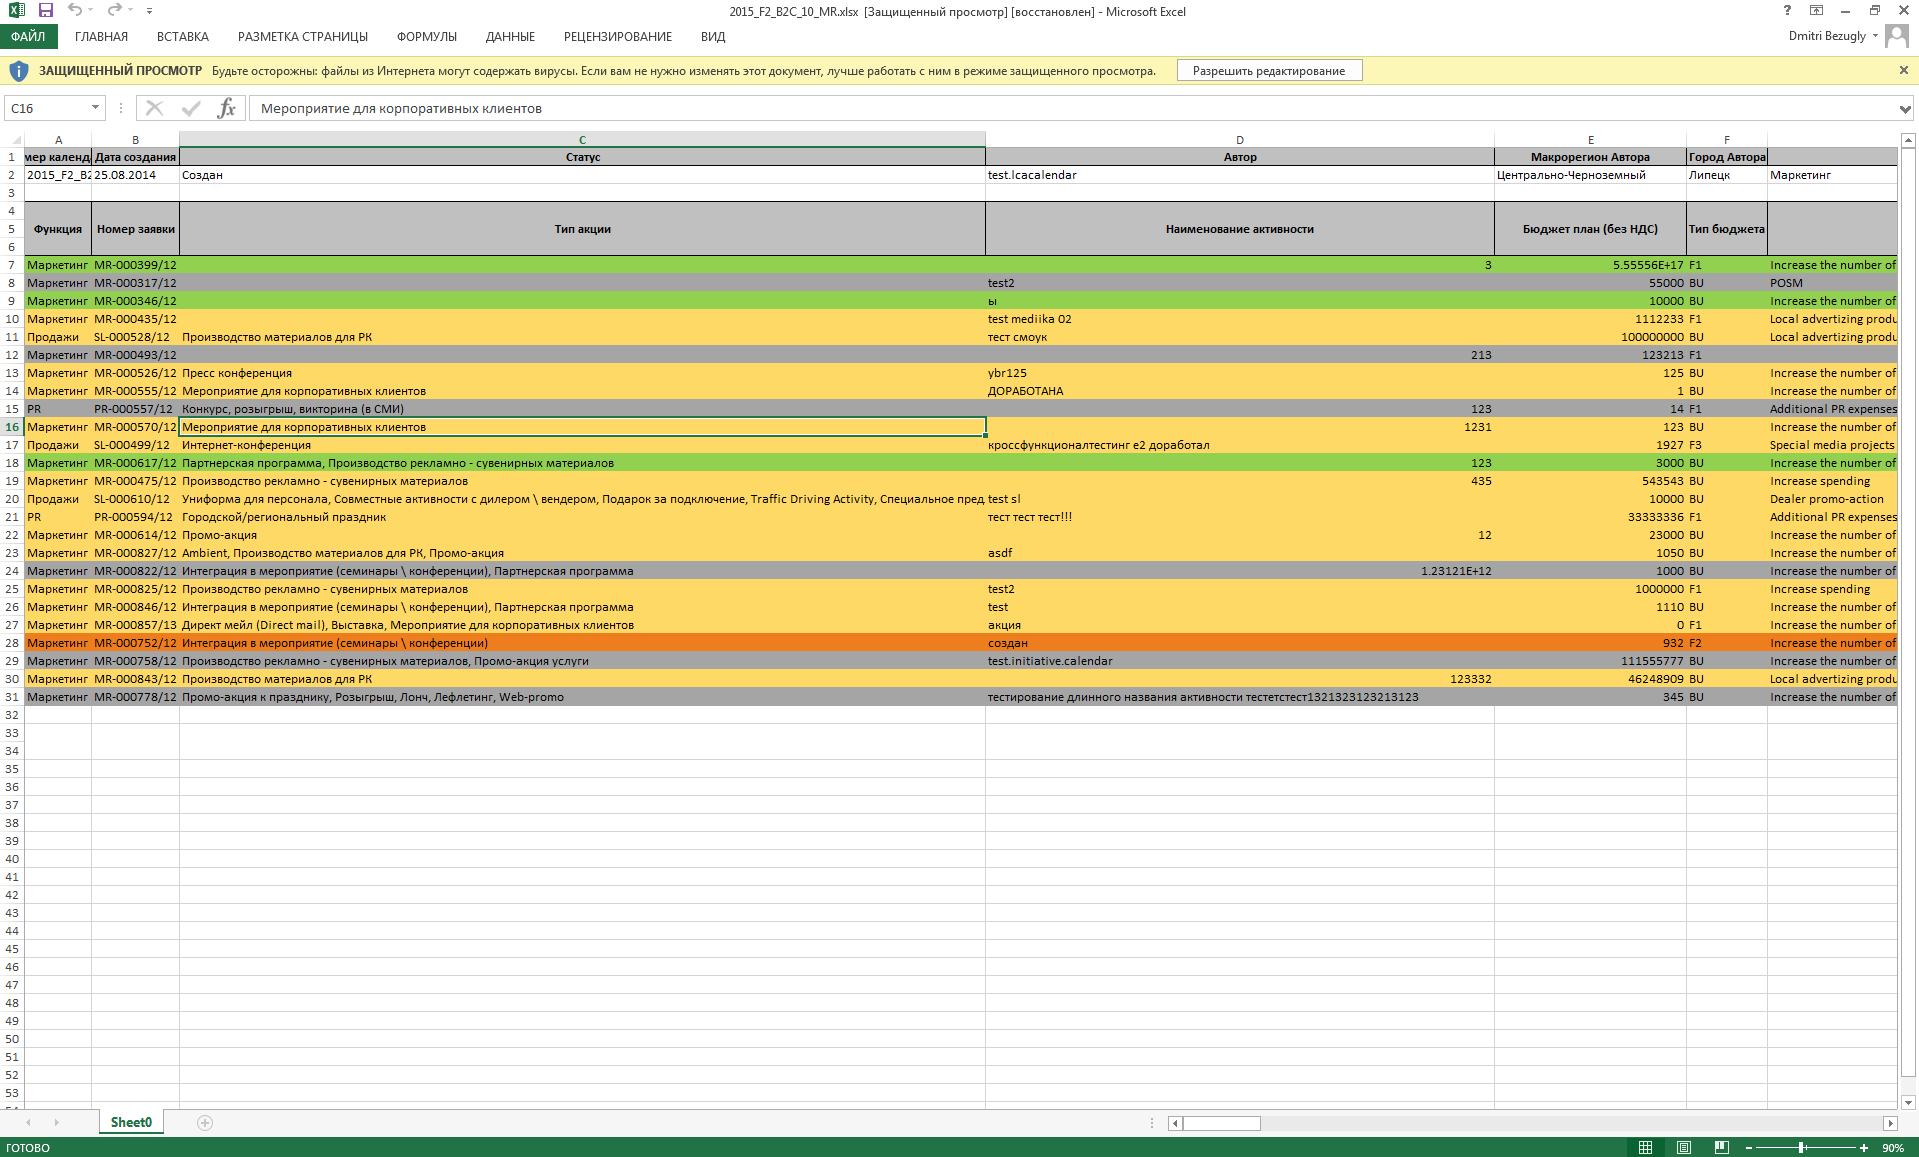 2015_F2_B2C_10_MR.xlsx [Защищенный просмотр] [восстановлен] - Microsoft Excel
ФАЙЛ ГЛАВНАЯ ВСТАВКА РАЗМЕТКА СТРАНИЦЫ ФОРМУЛЫ ДАННЫЕ РЕЦЕНЗИРОВАНИЕ ВИД Dmitri Bezugly
ЗАЩИЩЕННЫЙ ПРОСМОТР Будьте осторожны: файлы из Интернета могут содержать вирусы. Если вам не нужно изменять этот документ, лучше работать с ним в режиме защищенного просмотра. Разрешить редактирование
C16 fx Мероприятие для корпоративных клиентов
A B C D E F
1 мер календ Дата создания Статус Автор Макрорегион Автора Город Автора
2 2015_F2_B2 25.08.2014 Создан test.lcacalendar Центрально-Черноземный Липецк Маркетинг
3
4
5 Функция Номер заявки Тип акции Наименование активности Бюджет план (без НДС) Тип бюджета
6
7 Маркетинг MR-000399/12 3 5.55556E+17 F1 Increase the number of
8 Маркетинг MR-000317/12 test2 55000 BU POSM
9 Маркетинг MR-000346/12 ы 10000 BU Increase the number of
10 Маркетинг MR-000435/12 test mediika 02 1112233 F1 Local advertizing produ
11 Продажи SL-000528/12 Производство материалов для РК тест смоук 100000000 BU Local advertizing produ
12 Маркетинг MR-000493/12 213 123213 F1
13 Маркетинг MR-000526/12 Пресс конференция ybr125 125 BU Increase the number of
14 Маркетинг MR-000555/12 Мероприятие для корпоративных клиентов ДОРАБОТАНА 1 BU Increase the number of
15 PR PR-000557/12 Конкурс, розыгрыш, викторина (в СМИ) 123 14 F1 Additional PR expenses
16 Маркетинг MR-000570/12 Мероприятие для корпоративных клиентов 1231 123 BU Increase the number of
17 Продажи SL-000499/12 Интернет-конференция кроссфункционалтестинг е2 доработал 1927 F3 Special media projects
18 Маркетинг MR-000617/12 Партнерская программа, Производство рекламно - сувенирных материалов 123 3000 BU Increase the number of
19 Маркетинг MR-000475/12 Производство рекламно - сувенирных материалов 435 543543 BU Increase spending
20 Продажи SL-000610/12 Униформа для персонала, Совместные активности с дилером \ вендером, Подарок за подключение, Traffic Driving Activity, Специальное пред test sl 10000 BU Dealer promo-action
21 PR PR-000594/12 Городской/региональный праздник тест тест тест!!! 33333336 F1 Additional PR expenses
22 Маркетинг MR-000614/12 Промо-акция 12 23000 BU Increase the number of
23 Маркетинг MR-000827/12 Ambient, Производство материалов для РК, Промо-акция asdf 1050 BU Increase the number of
24 Маркетинг MR-000822/12 Интеграция в мероприятие (семинары \ конференции), Партнерская программа 1.23121E+12 1000 BU Increase the number of
25 Маркетинг MR-000825/12 Производство рекламно - сувенирных материалов test2 1000000 F1 Increase spending
26 Маркетинг MR-000846/12 Интеграция в мероприятие (семинары \ конференции), Партнерская программа test 1110 BU Increase the number of
27 Маркетинг MR-000857/13 Директ мейл (Direct mail), Выставка, Мероприятие для корпоративных клиентов акция 0 F1 Increase the number of
28 Маркетинг MR-000752/12 Интеграция в мероприятие (семинары \ конференции) создан 932 F2 Increase the number of
29 Маркетинг MR-000758/12 Производство рекламно - сувенирных материалов, Промо-акция услуги test.initiative.calendar 111555777 BU Increase the number of
30 Маркетинг MR-000843/12 Производство материалов для РК 123332 46248909 BU Local advertizing produ
31 Маркетинг MR-000778/12 Промо-акция к празднику, Розыгрыш, Лонч, Лефлетинг, Web-promo тестирование длинного названия активности тестетстест1321323123213123 345 BU Increase the number of
32
33
34
35
36
37
38
39
40
41
42
43
44
45
46
47
48
49
50
51
52
53
Sheet0
ГОТОВО 90%